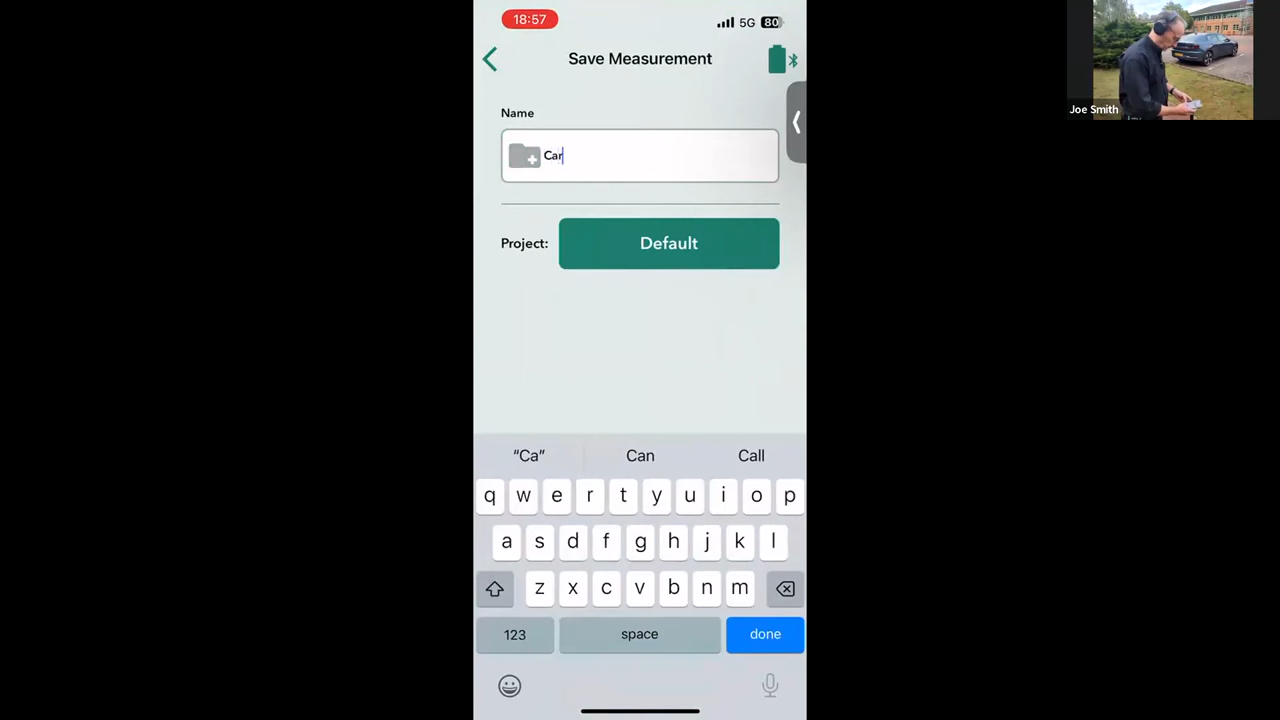 18:57
5G 80
Save Measurement
Name
Car
Project: Default
“Ca” Can Call
q w e r t y u i o p
a s d f g h j k l
z x c v b n m
123 space done
Joe Smith